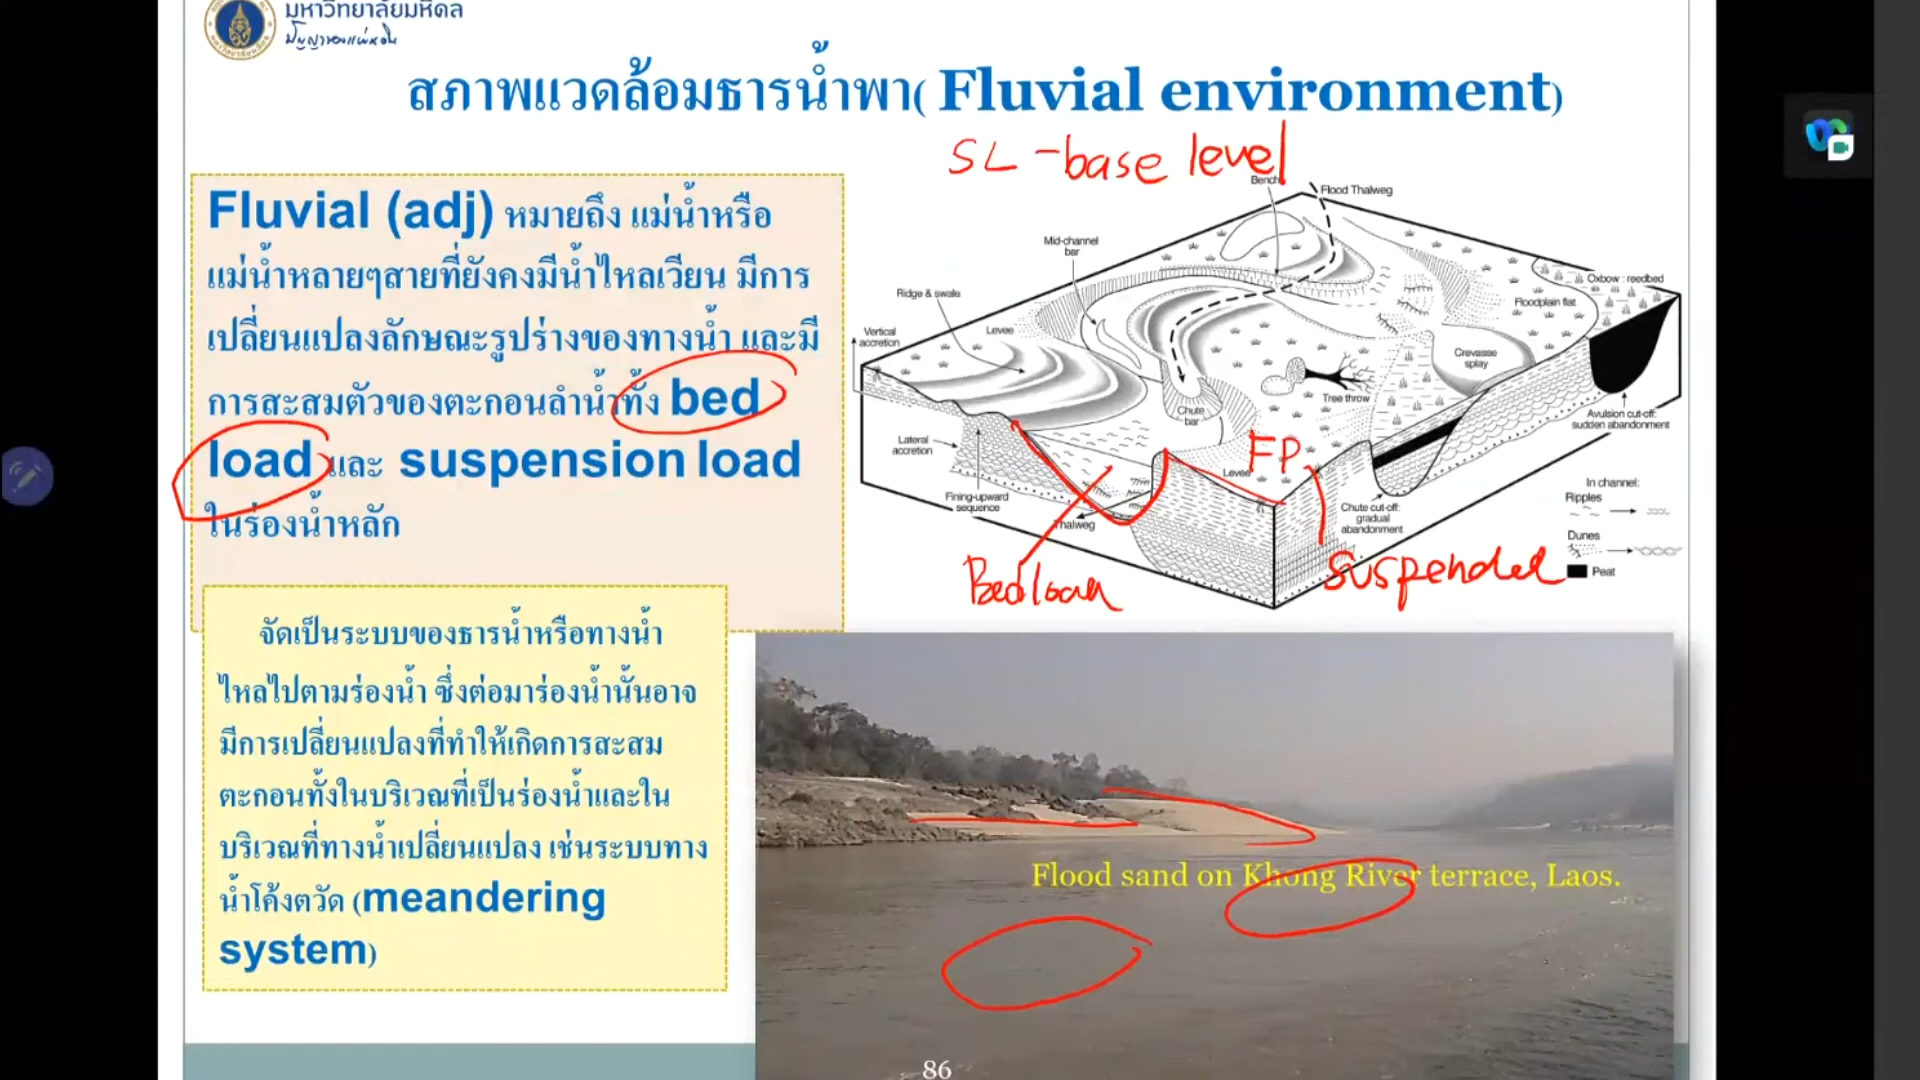 มหาวิทยาลัยมหิดล
ปัญญาของแผ่นดิน
สภาพแวดล้อมธารน้ำพา( Fluvial environment)
SL -base level
Fluvial (adj) หมายถึง แม่น้ำหรือ
แม่น้ำหลายๆสายที่ยังคงมีน้ำไหลเวียน มีการ
เปลี่ยนแปลงลักษณะรูปร่างของทางน้ำ และมี
การสะสมตัวของตะกอนลำน้ำทั้ง bed
load และ suspension load
ในร่องน้ำหลัก
จัดเป็นระบบของธารน้ำหรือทางน้ำ
ไหลไปตามร่องน้ำ ซึ่งต่อมาร่องน้ำนั้นอาจ
มีการเปลี่ยนแปลงที่ทำให้เกิดการสะสม
ตะกอนทั้งในบริเวณที่เป็นร่องน้ำและใน
บริเวณที่ทางน้ำเปลี่ยนแปลง เช่นระบบทาง
น้ำโค้งตวัด (meandering
system)
Bench
Flood Thalweg
Mid-channel
bar
Ridge & swale
Oxbow : reedbed
Floodplain flat
Vertical
accretion
Levee
Crevasse
splay
Tree throw
Chute
bar
Avulsion cut-off:
sudden abandonment
Lateral
accretion
FP
Levee
In channel:
Ripples
Fining-upward
sequence
Thalweg
Chute cut-off:
gradual
abandonment
Dunes
Peat
Bed load
Suspended
Flood sand on Khong River terrace, Laos.
86